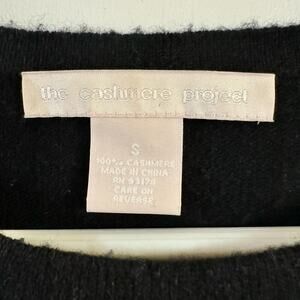 the cashmere project
S
100% CASHMERE
MADE IN CHINA
RN 93178
CARE ON
REVERSE